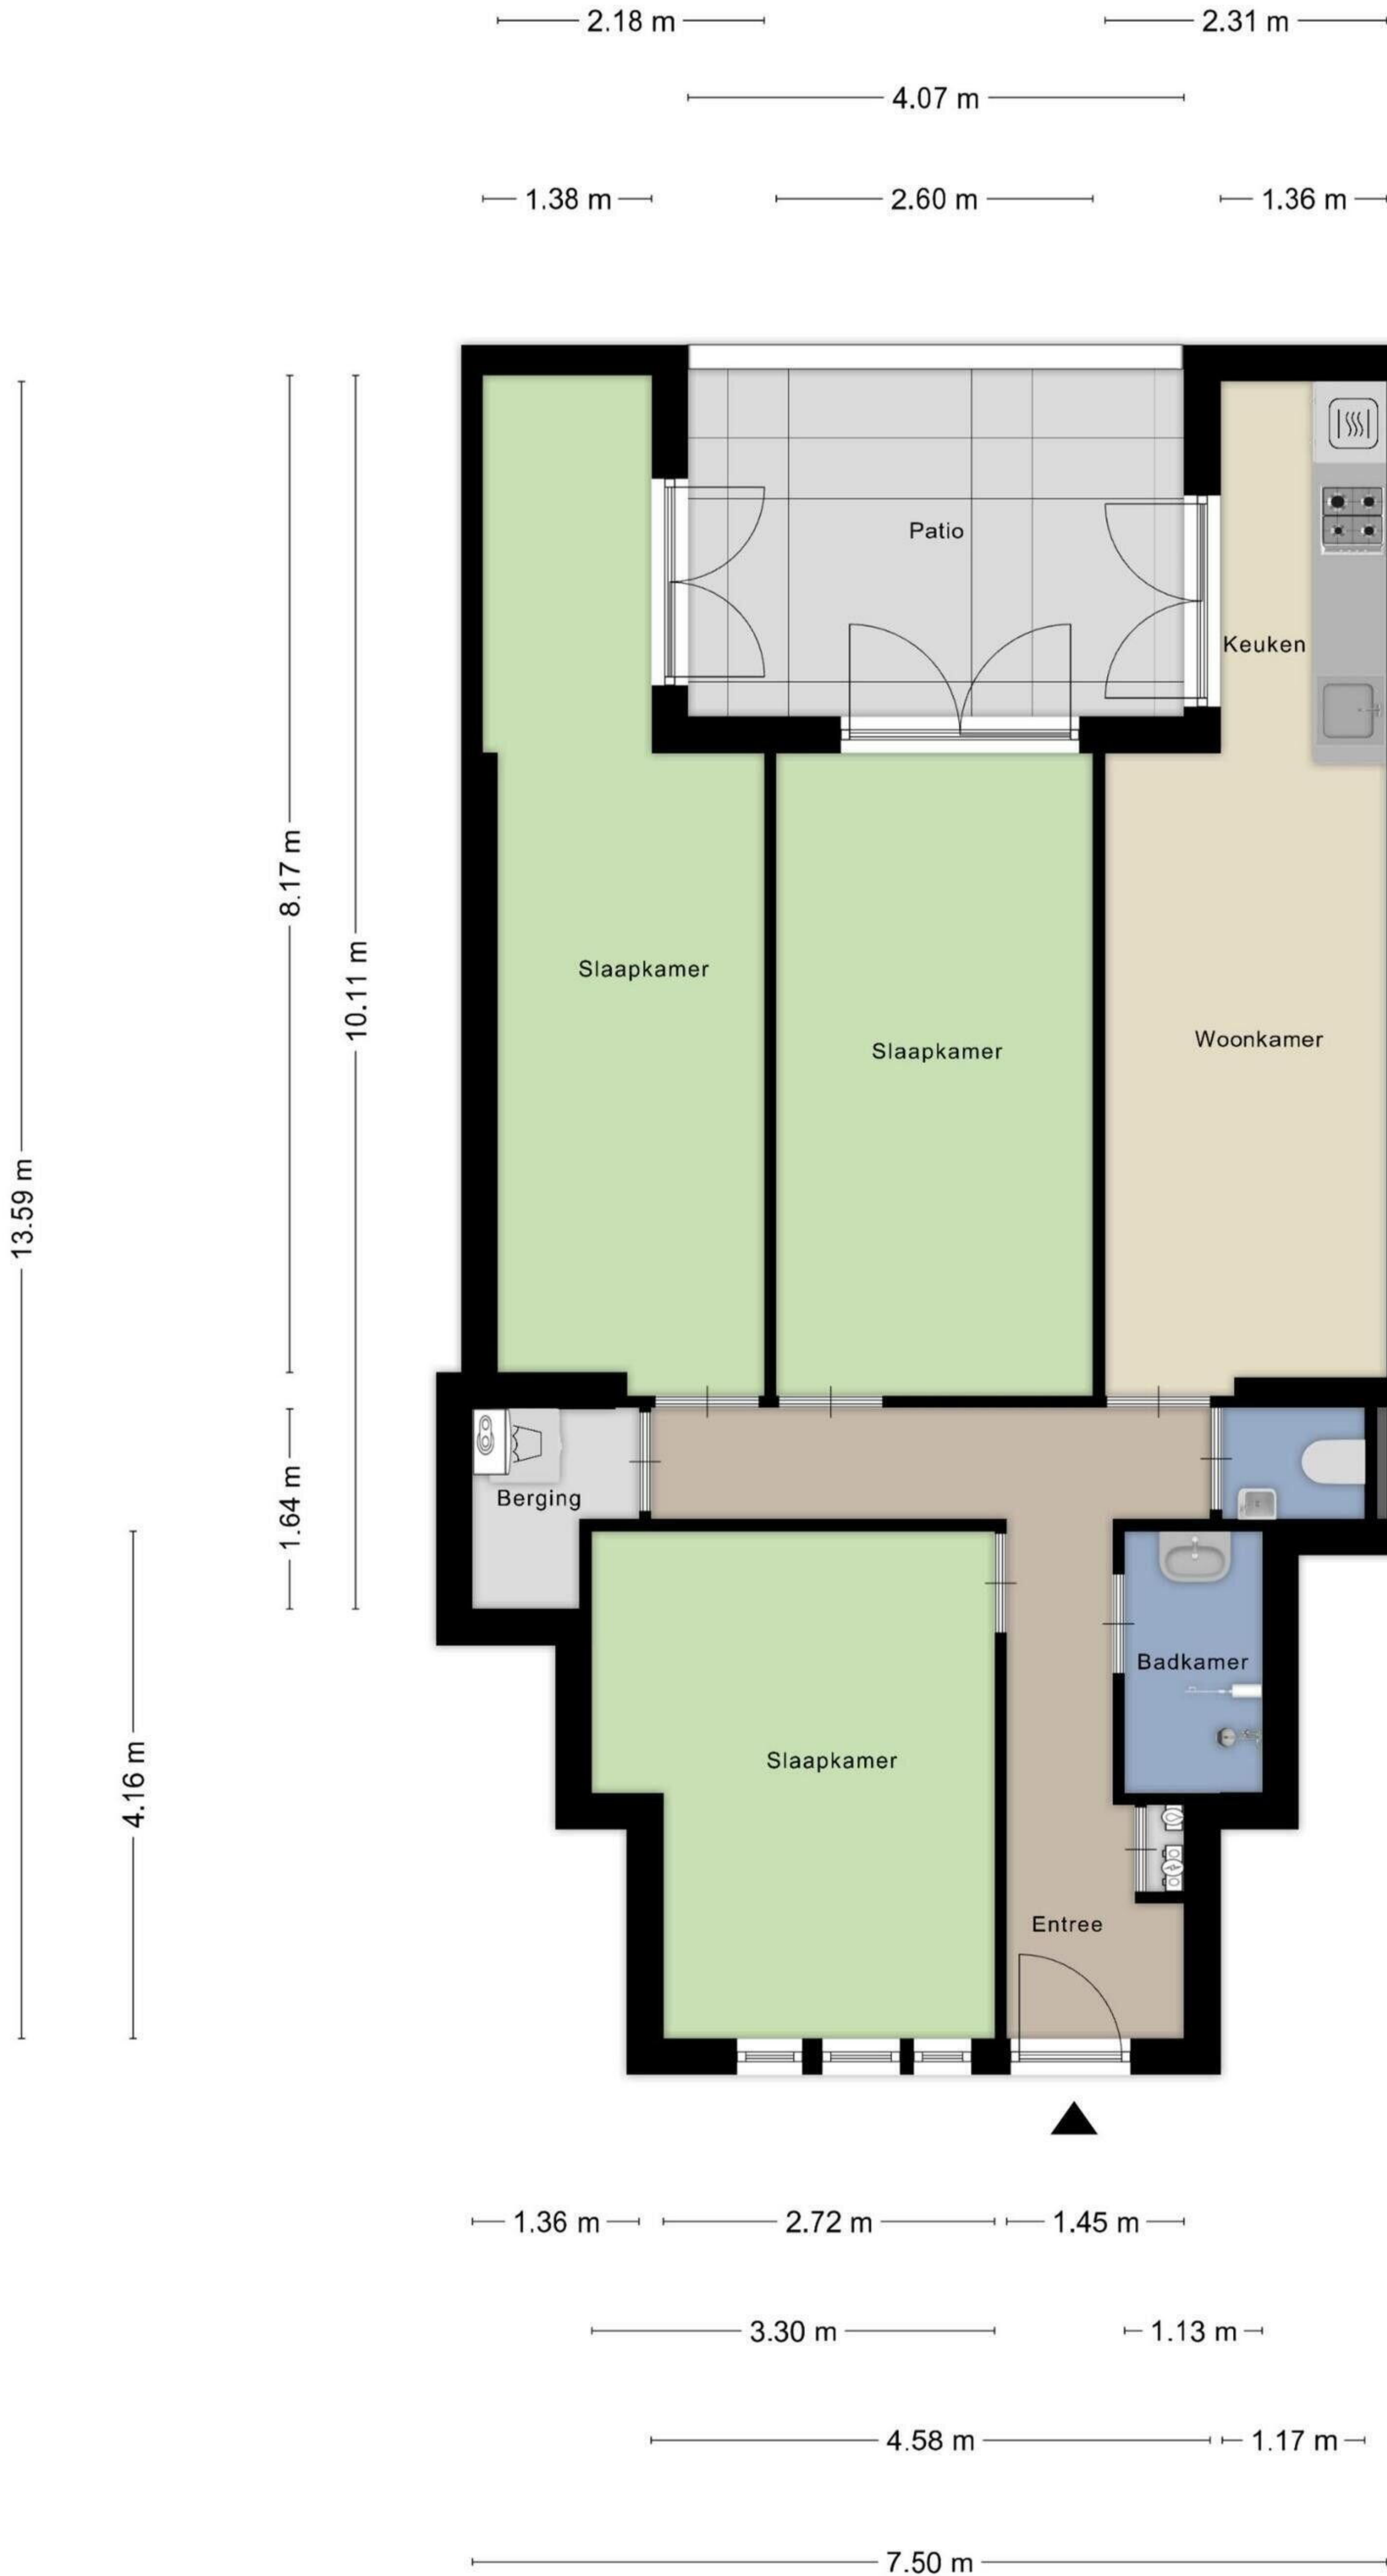 2.18 m
2.31 m
4.07 m
1.38 m
2.60 m
1.36 m
Patio
Keuken
8.17 m
10.11 m
Slaapkamer
Slaapkamer
Woonkamer
13.59 m
Berging
1.64 m
Badkamer
Slaapkamer
4.16 m
Entree
1.36 m
2.72 m
1.45 m
3.30 m
1.13 m
4.58 m
1.17 m
7.50 m